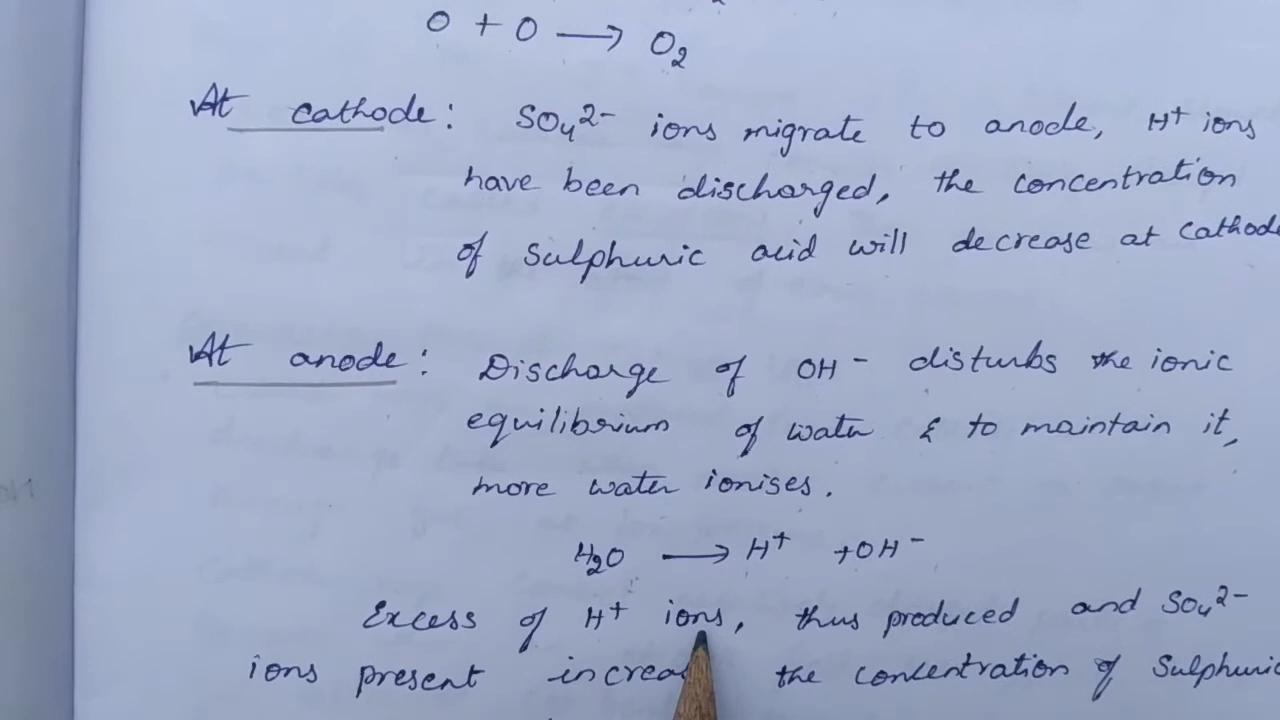 O + O → O₂
At cathode: SO₄²⁻ ions migrate to anode, H⁺ ions
have been discharged, the concentration
of Sulphuric acid will decrease at cathode
At anode: Discharge of OH⁻ disturbs the ionic
equilibrium of water & to maintain it,
more water ionises.
H₂O → H⁺ + OH⁻
Excess of H⁺ ions, thus produced and SO₄²⁻
ions present increa the concentration of Sulphuric